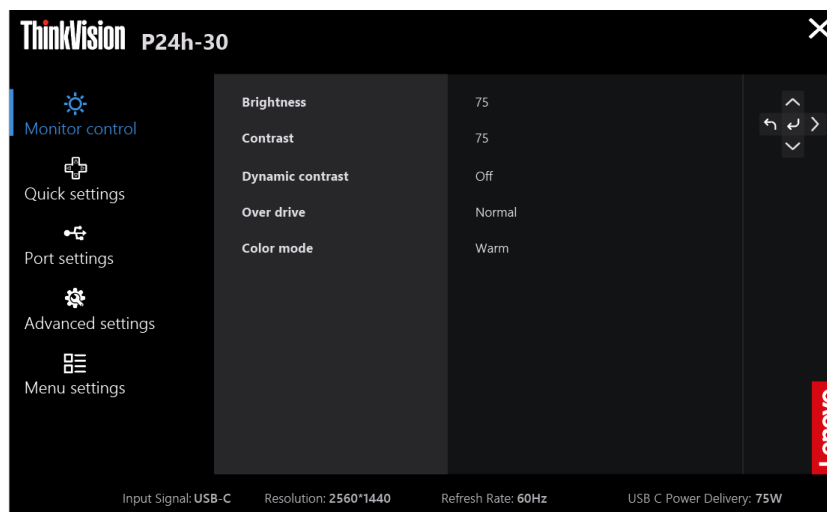 ThinkVision P24h-30
Monitor control
Quick settings
Port settings
Advanced settings
Menu settings
Brightness 75
Contrast 75
Dynamic contrast Off
Over drive Normal
Color mode Warm
Input Signal: USB-C Resolution: 2560*1440 Refresh Rate: 60Hz USB C Power Delivery: 75W